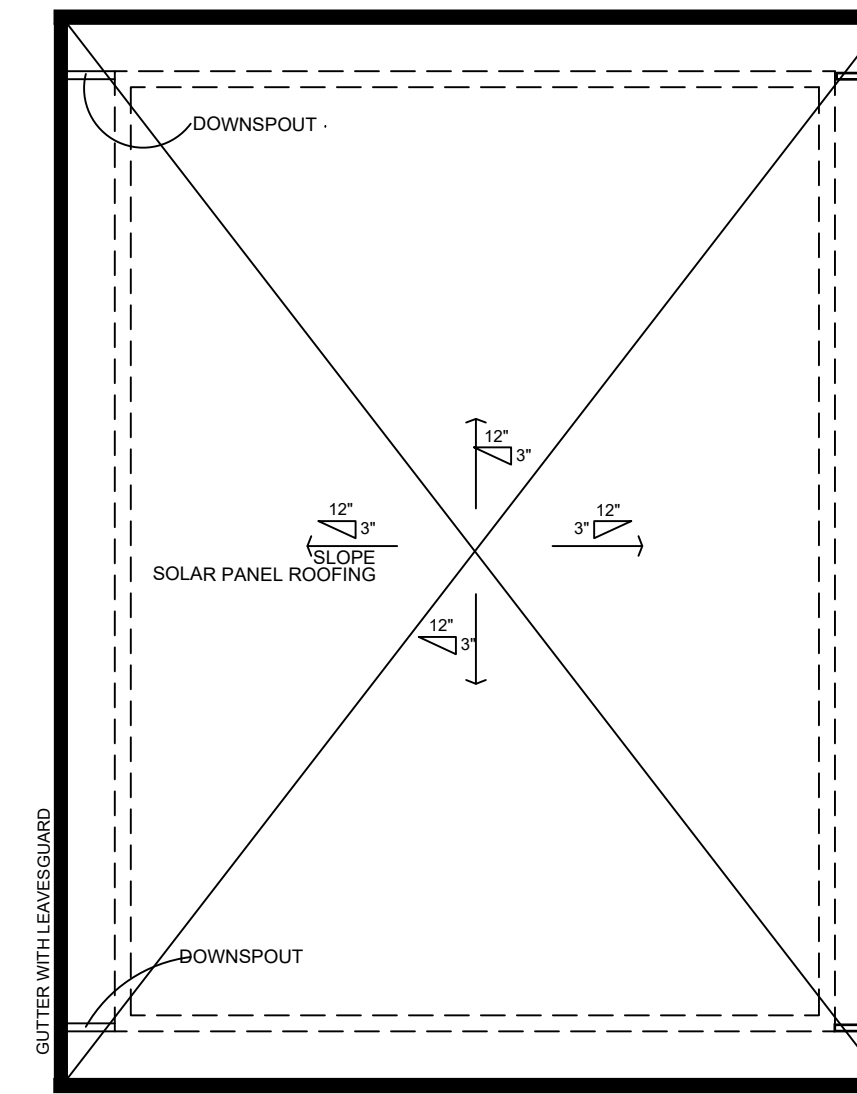 DOWNSPOUT
12"
3"
12"
3"
12"
3"
SLOPE
SOLAR PANEL ROOFING
12"
3"
GUTTER WITH LEAVESGUARD
DOWNSPOUT